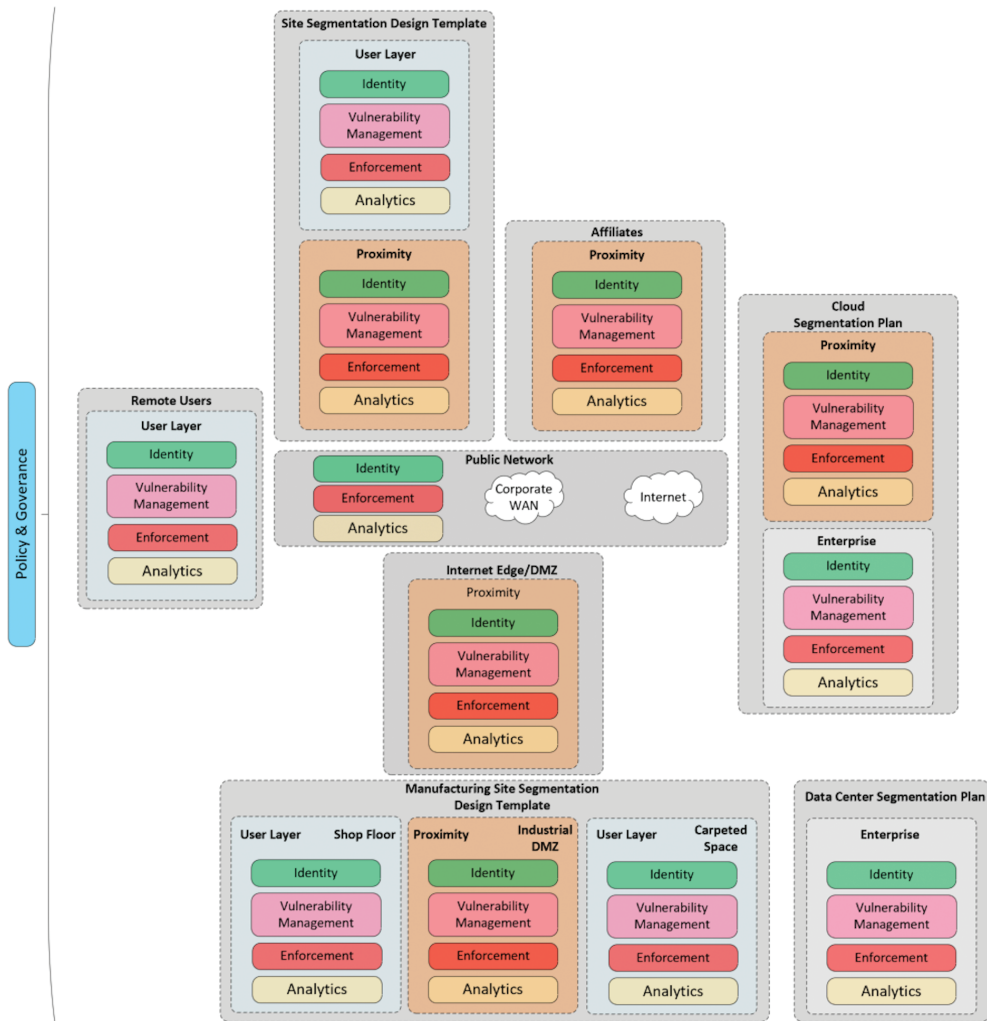 Policy & Goverance
Site Segmentation Design Template
User Layer
Identity
Vulnerability
Management
Enforcement
Analytics
Proximity
Identity
Vulnerability
Management
Enforcement
Analytics
Affiliates
Proximity
Identity
Vulnerability
Management
Enforcement
Analytics
Cloud
Segmentation Plan
Proximity
Identity
Vulnerability
Management
Enforcement
Analytics
Enterprise
Identity
Vulnerability
Management
Enforcement
Analytics
Remote Users
User Layer
Identity
Vulnerability
Management
Enforcement
Analytics
Public Network
Identity
Enforcement
Analytics
Corporate
WAN
Internet
Internet Edge/DMZ
Proximity
Identity
Vulnerability
Management
Enforcement
Analytics
Manufacturing Site Segmentation
Design Template
User Layer Shop Floor
Identity
Vulnerability
Management
Enforcement
Analytics
Proximity Industrial
DMZ
Identity
Vulnerability
Management
Enforcement
Analytics
User Layer Carpeted
Space
Identity
Vulnerability
Management
Enforcement
Analytics
Data Center Segmentation Plan
Enterprise
Identity
Vulnerability
Management
Enforcement
Analytics